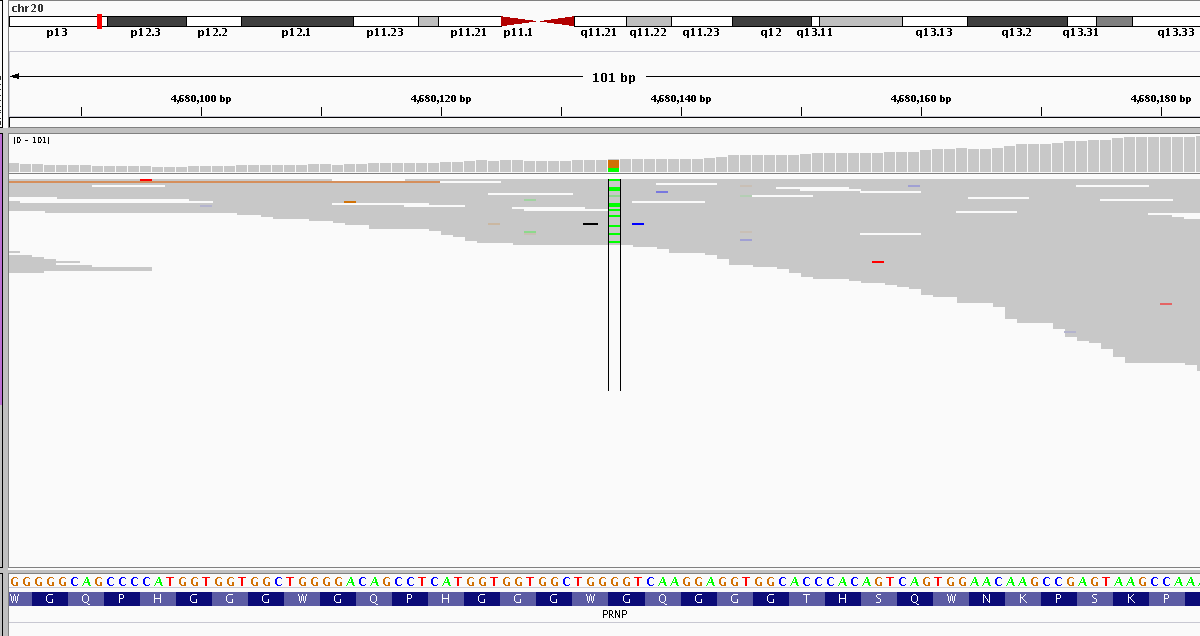 chr20
p13 p12.3 p12.2 p12.1 p11.23 p11.21 p11.1 q11.21 q11.22 q11.23 q12 q13.11 q13.13 q13.2 q13.31 q13.33
101 bp
4,680,100 bp 4,680,120 bp 4,680,140 bp 4,680,160 bp 4,680,180 bp
[0 - 101]
GGGGGCAGCCCCATGGTGGTGGCTGGGGACAGCCTCATGGTGGTGGCTGGGGTCAAGGAGGTGGCACCCACAGTCAGTGGAACAAGCCGAGTAAGCCAAA
W G Q P H G G G W G Q P H G G G W G Q G G G T H S Q W N K P S K P
PRNP